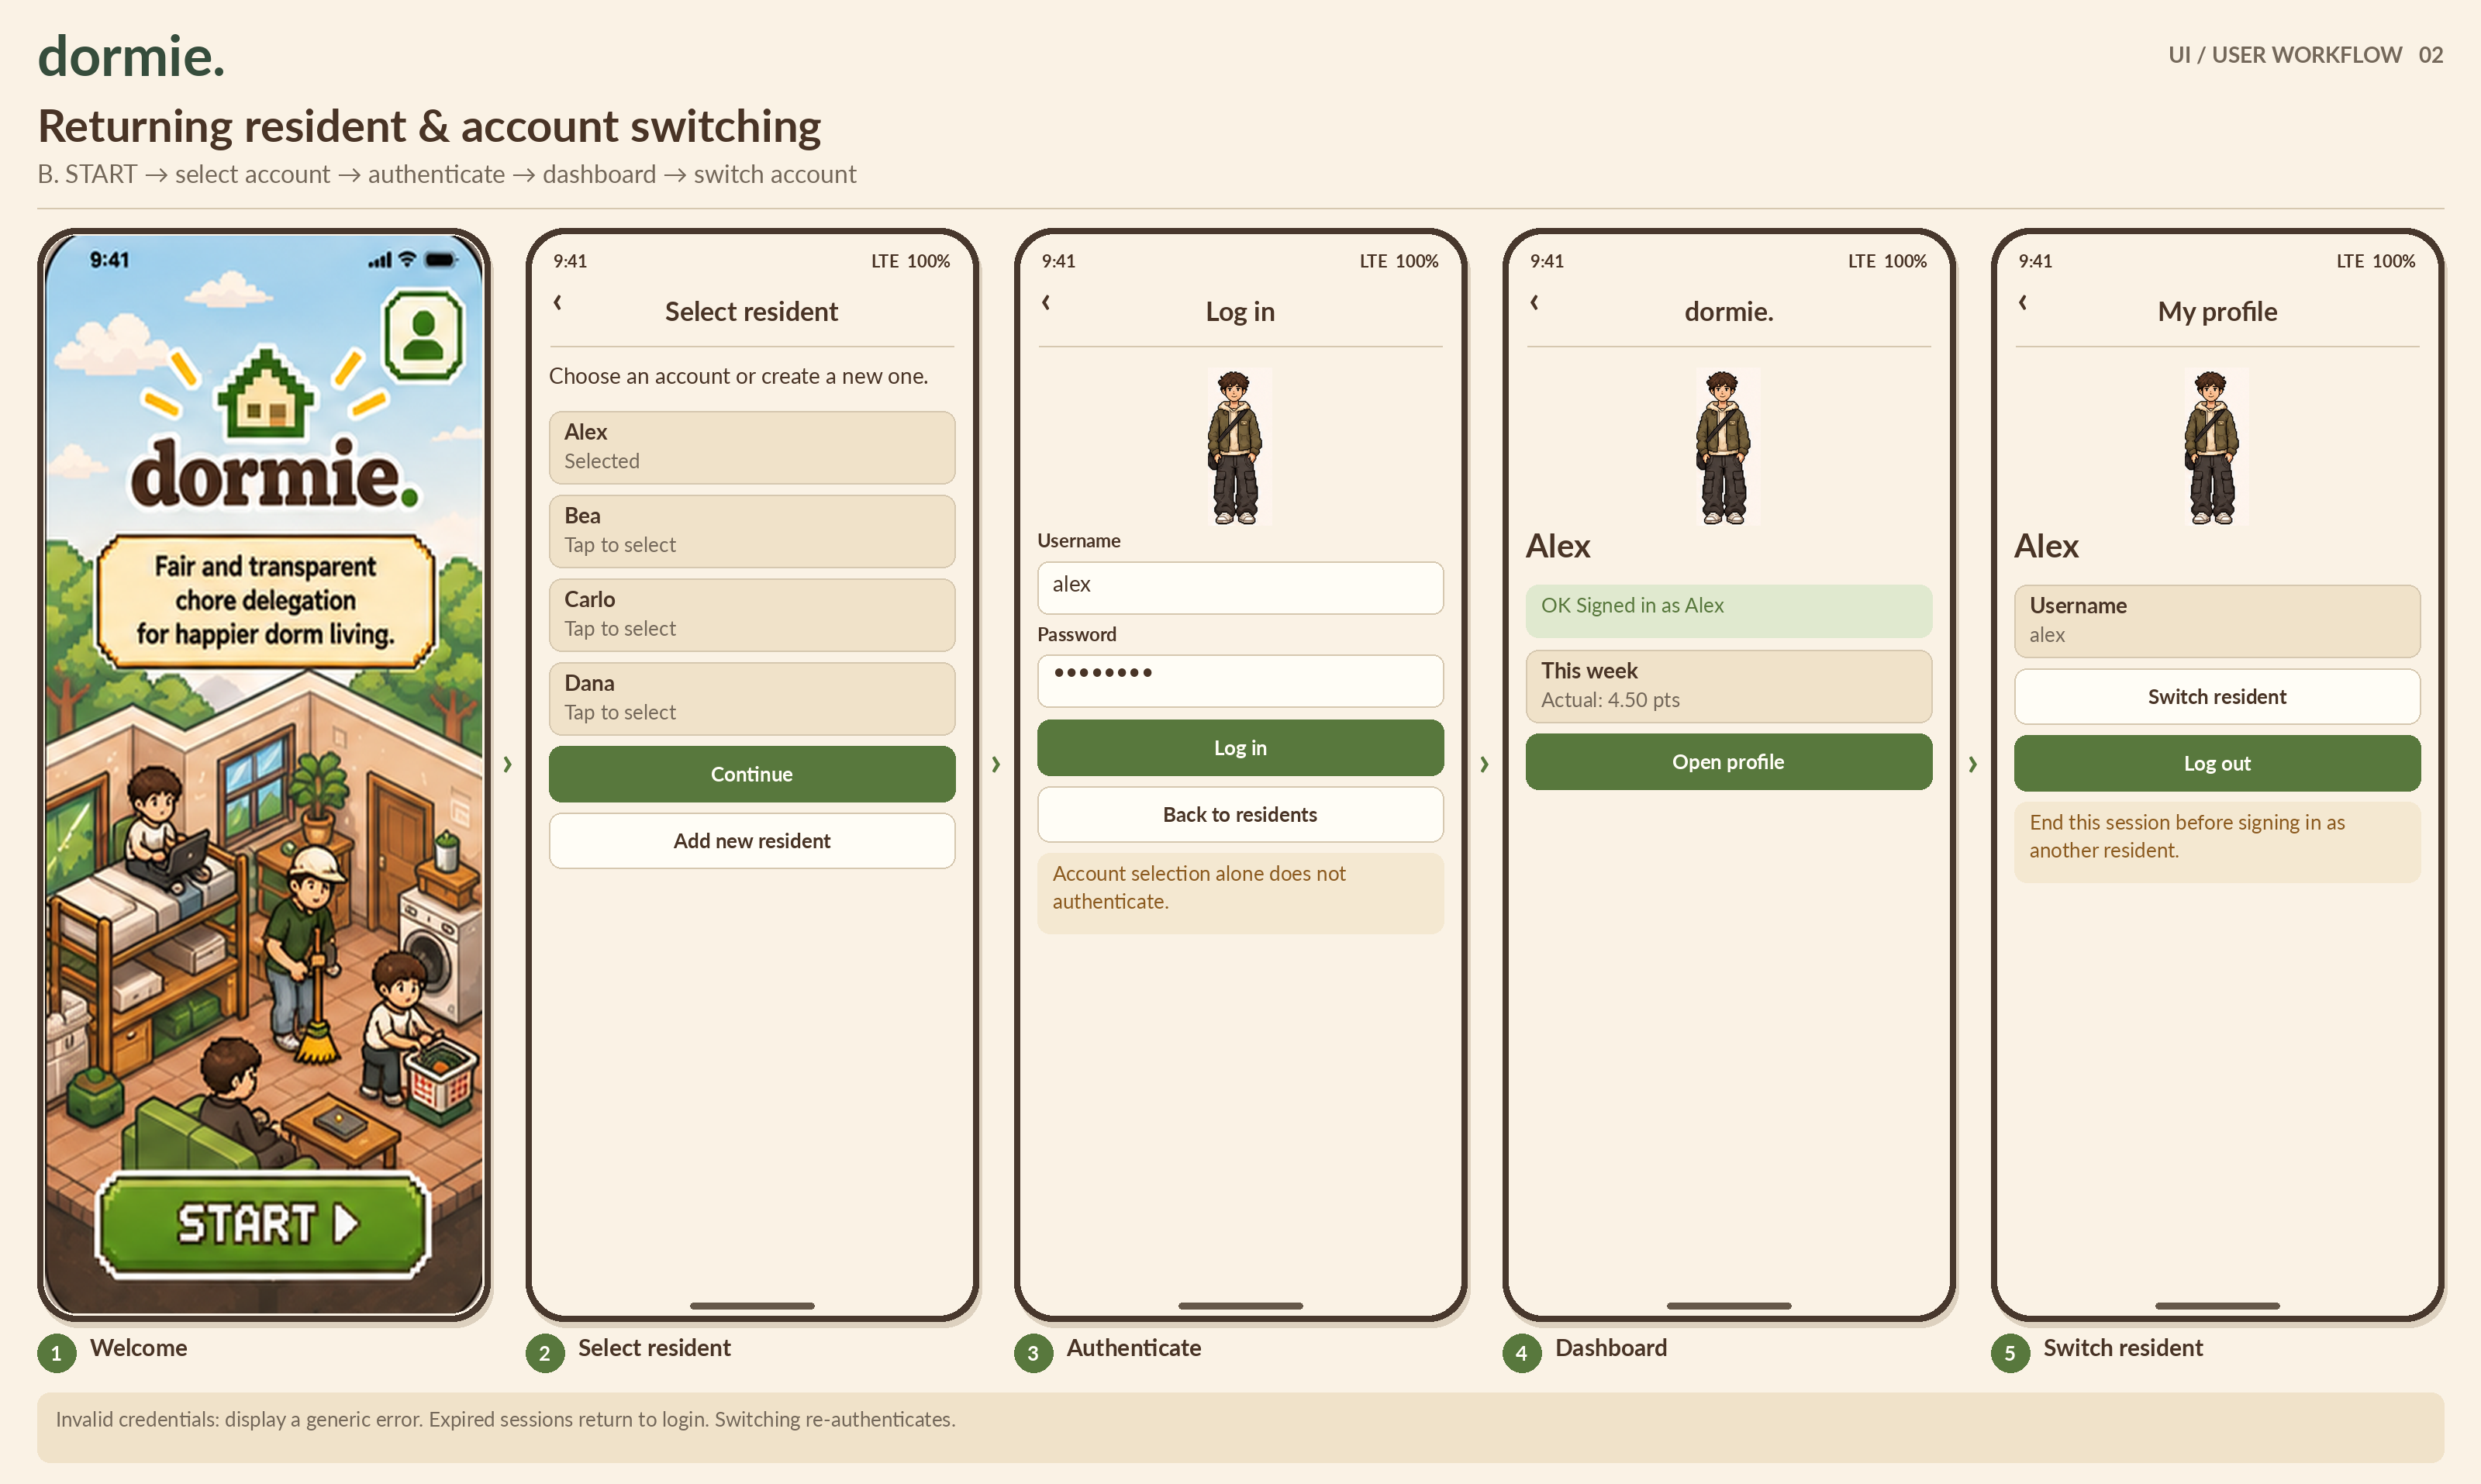 dormie.
UI / USER WORKFLOW 02
Returning resident & account switching
B. START → select account → authenticate → dashboard → switch account
9:41
dormie.
Fair and transparent
chore delegation
for happier dorm living.
START
9:41 LTE 100%
‹
Select resident
Choose an account or create a new one.
Alex
Selected
Bea
Tap to select
Carlo
Tap to select
Dana
Tap to select
Continue
Add new resident
›
9:41 LTE 100%
‹
Log in
Username
alex
Password
••••••••
Log in
Back to residents
Account selection alone does not
authenticate.
›
9:41 LTE 100%
‹
dormie.
Alex
OK Signed in as Alex
This week
Actual: 4.50 pts
Open profile
›
9:41 LTE 100%
‹
My profile
Alex
Username
alex
Switch resident
Log out
End this session before signing in as
another resident.
›
1 Welcome
2 Select resident
3 Authenticate
4 Dashboard
5 Switch resident
Invalid credentials: display a generic error. Expired sessions return to login. Switching re-authenticates.